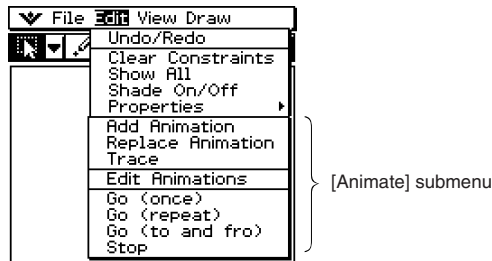 File Edit View Draw
Undo/Redo
Clear Constraints
Show All
Shade On/Off
Properties
Add Animation
Replace Animation
Trace
Edit Animations
Go (once)
Go (repeat)
Go (to and fro)
Stop
[Animate] submenu